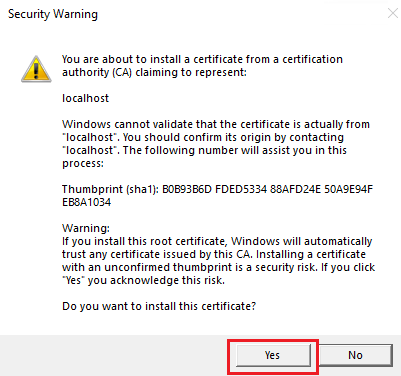 Security Warning
You are about to install a certificate from a certification
authority (CA) claiming to represent:
localhost
Windows cannot validate that the certificate is actually from
"localhost". You should confirm its origin by contacting
"localhost". The following number will assist you in this
process:
Thumbprint (sha1): B0B93B6D FDED5334 88AFD24E 50A9E94F
EB8A1034
Warning:
If you install this root certificate, Windows will automatically
trust any certificate issued by this CA. Installing a certificate
with an unconfirmed thumbprint is a security risk. If you click
"Yes" you acknowledge this risk.
Do you want to install this certificate?
Yes
No